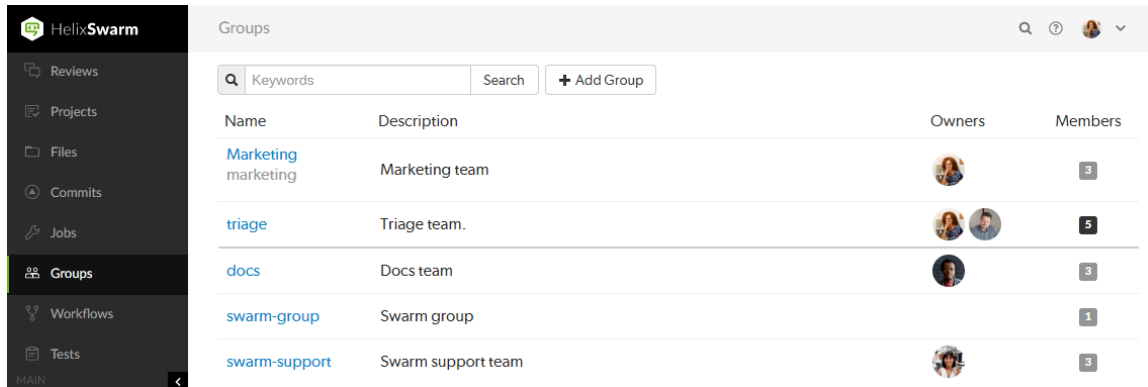 HelixSwarm
Groups
Reviews
Projects
Files
Commits
Jobs
Groups
Workflows
Tests
MAIN
Keywords
Search
+ Add Group
Name Description Owners Members
Marketing
marketing
Marketing team 3
triage Triage team. 5
docs Docs team 3
swarm-group Swarm group 1
swarm-support Swarm support team 3